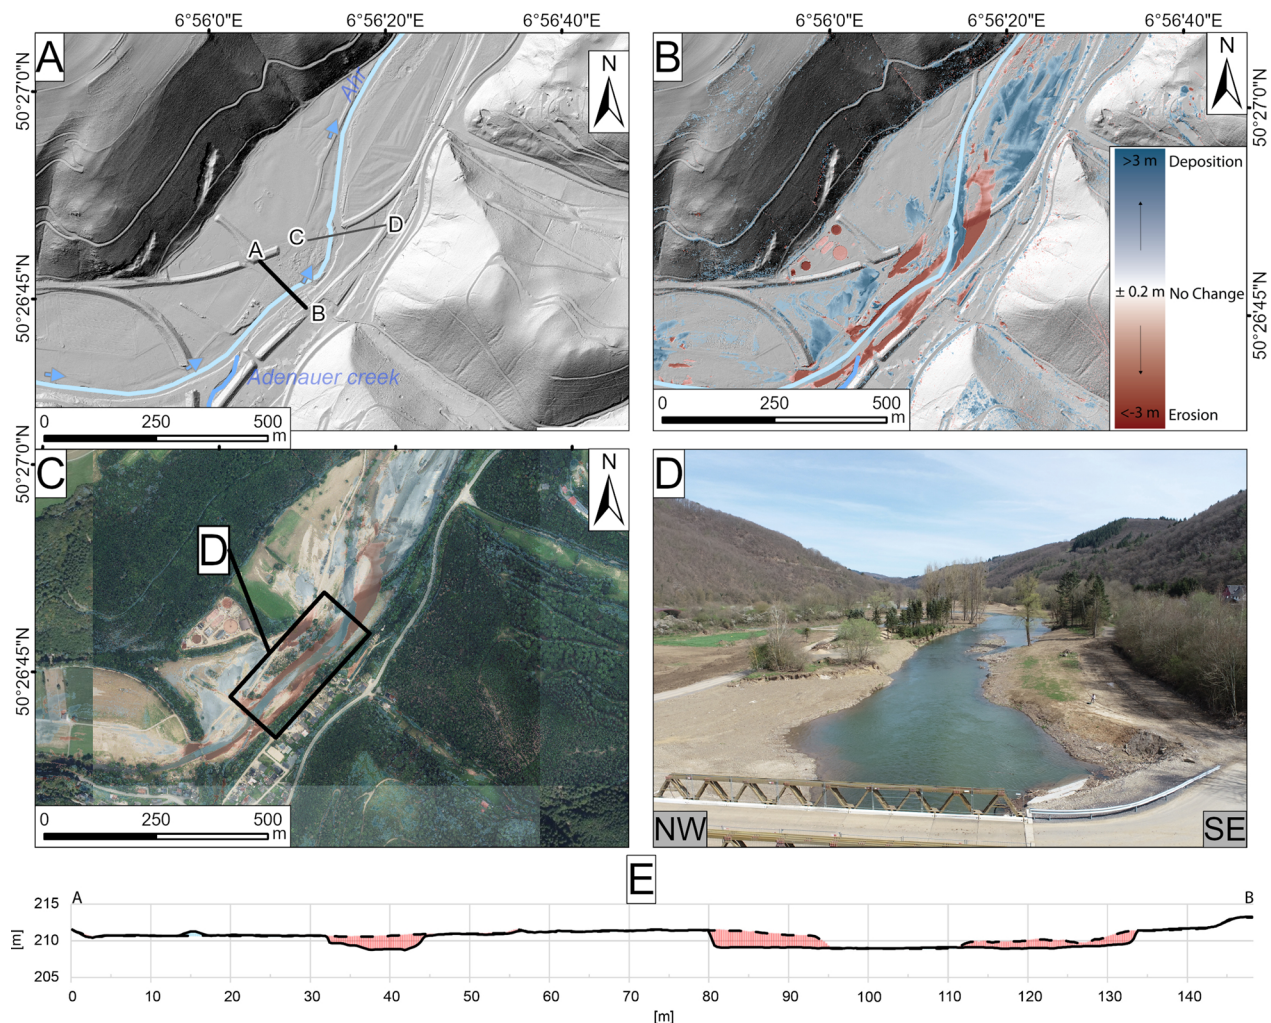 6°56'0"E 6°56'20"E 6°56'40"E
6°56'0"E 6°56'20"E 6°56'40"E
A
N
50°27'0"N
50°26'45"N
Ahr
A
B
C
D
Adenauer creek
0 250 500
m
B
N
50°27'0"N
50°26'45"N
>3 m Deposition
± 0.2 m No Change
<-3 m Erosion
0 250 500
m
C
N
50°27'0"N
50°26'45"N
D
0 250 500
m
D
NW SE
E
A B
215
210
205
[m]
0 10 20 30 40 50 60 70 80 90 100 110 120 130 140
[m]